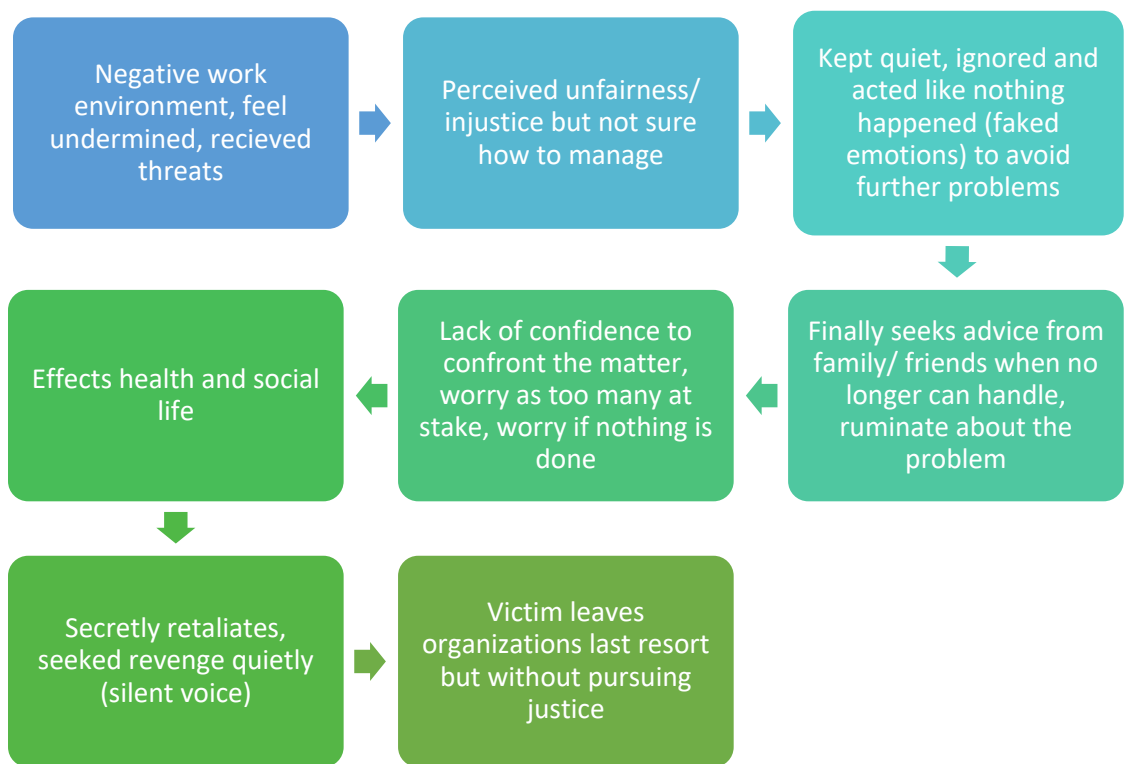 Negative work
environment, feel
undermined, recieved
threats
Perceived unfairness/
injustice but not sure
how to manage
Kept quiet, ignored and
acted like nothing
happened (faked
emotions) to avoid
further problems
Finally seeks advice from
family/ friends when no
longer can handle,
ruminate about the
problem
Lack of confidence to
confront the matter,
worry as too many at
stake, worry if nothing is
done
Effects health and social
life
Secretly retaliates,
seeked revenge quietly
(silent voice)
Victim leaves
organizations last resort
but without pursuing
justice